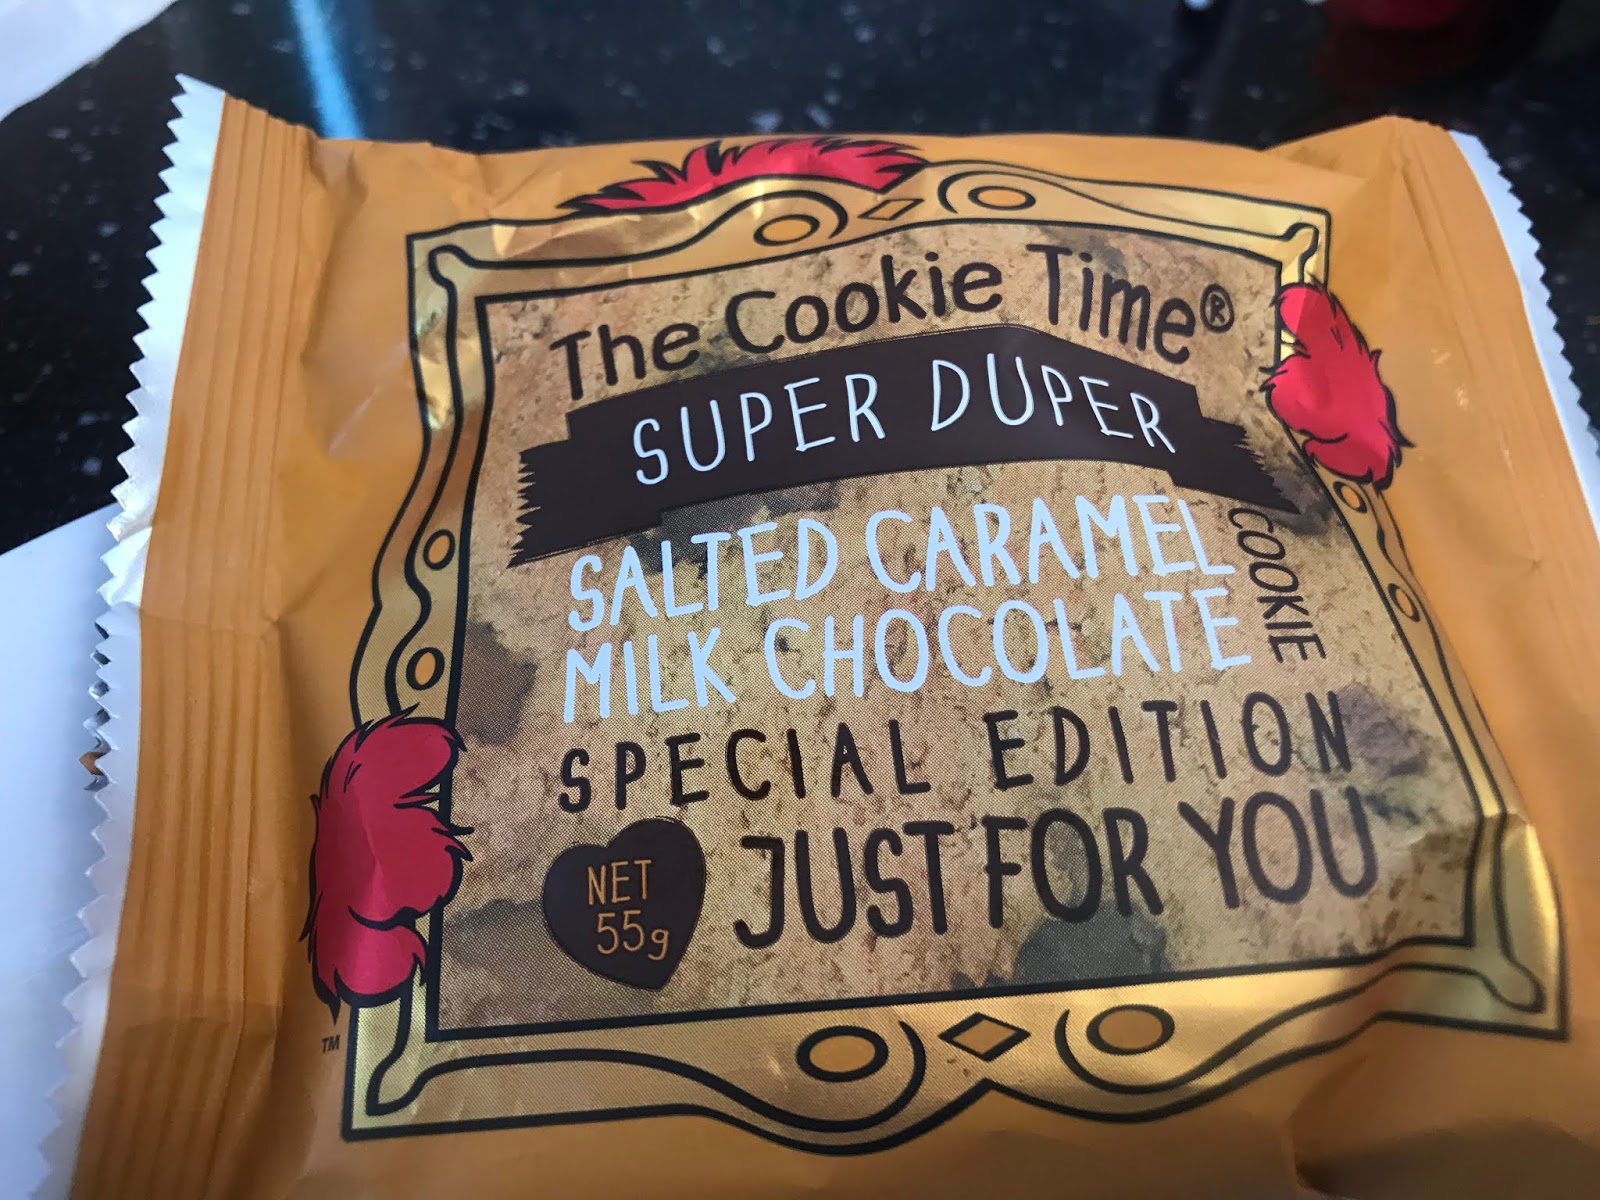 The Cookie Time®
SUPER DUPER
SALTED CARAMEL
MILK CHOCOLATE
COOKIE
SPECIAL EDITION
JUST FOR YOU
NET
55g
TM